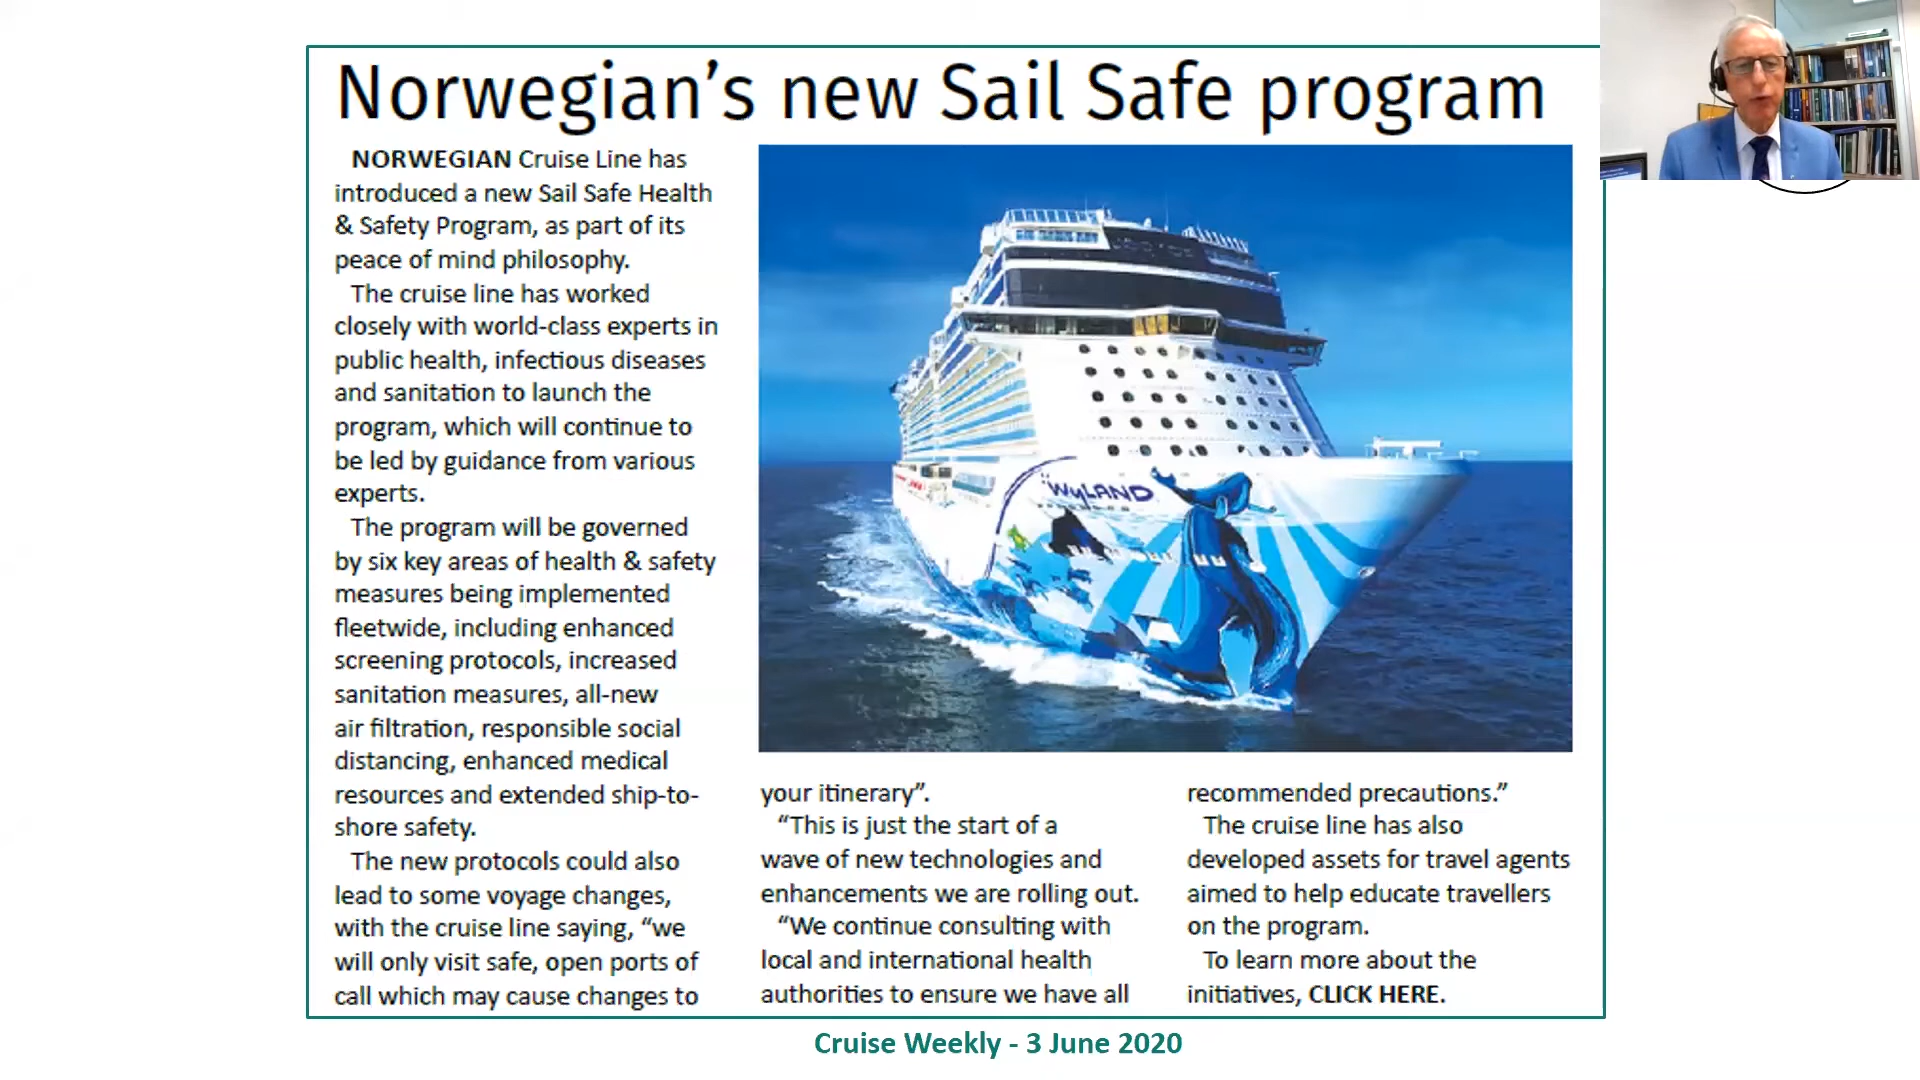 Norwegian's new Sail Safe program
NORWEGIAN Cruise Line has
introduced a new Sail Safe Health
& Safety Program, as part of its
peace of mind philosophy.
The cruise line has worked
closely with world-class experts in
public health, infectious diseases
and sanitation to launch the
program, which will continue to
be led by guidance from various
experts.
The program will be governed
by six key areas of health & safety
measures being implemented
fleetwide, including enhanced
screening protocols, increased
sanitation measures, all-new
air filtration, responsible social
distancing, enhanced medical
resources and extended ship-to-
shore safety.
The new protocols could also
lead to some voyage changes,
with the cruise line saying, “we
will only visit safe, open ports of
call which may cause changes to
WYLAND
your itinerary”.
“This is just the start of a
wave of new technologies and
enhancements we are rolling out.
“We continue consulting with
local and international health
authorities to ensure we have all
recommended precautions.”
The cruise line has also
developed assets for travel agents
aimed to help educate travellers
on the program.
To learn more about the
initiatives, CLICK HERE.
Cruise Weekly - 3 June 2020